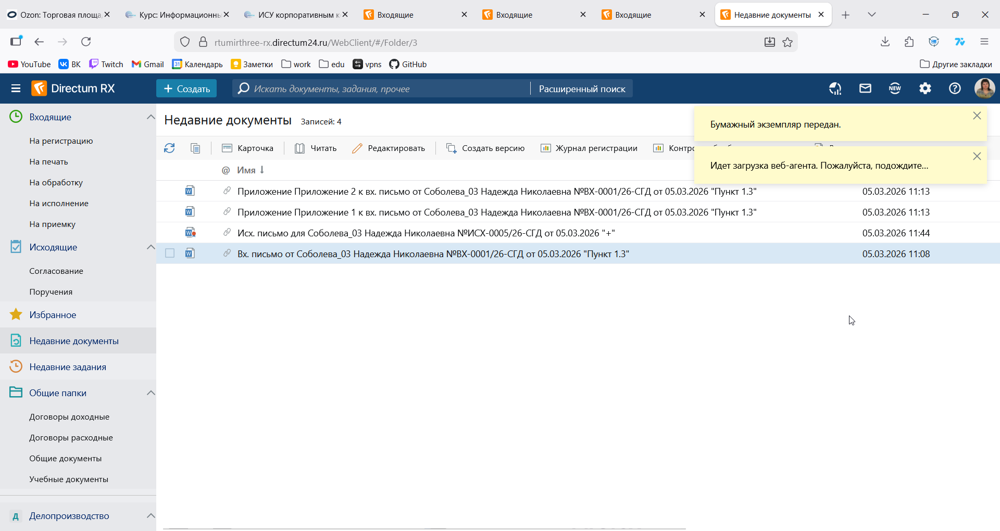 Ozon: Торговая площа
Курс: Информационнь
ИСУ корпоративным к
Входящие
Входящие
Входящие
Недавние документы
rtumirthree-rx.directum24.ru/WebClient/#/Folder/3
YouTube
ВК
Twitch
Gmail
31
Календарь
Заметки
work
edu
vpns
GitHub
Другие закладки
Directum RX
+ Создать
Искать документы, задания, прочее
Расширенный поиск
NEW
Входящие
На регистрацию
На печать
На обработку
На исполнение
На приемку
Исходящие
Согласование
Поручения
Избранное
Недавние документы
Недавние задания
Общие папки
Договоры доходные
Договоры расходные
Общие документы
Учебные документы
Д Делопроизводство
Недавние документы
Записей: 4
Бумажный экземпляр передан.
Карточка
Читать
Редактировать
Создать версию
Журнал регистрации
Контро
Идет загрузка веб-агента. Пожалуйста, подождите...
@ Имя ↓
Приложение Приложение 2 к вх. письмо от Соболева_03 Надежда Николаевна №ВХ-0001/26-СГД от 05.03.2026 "Пункт 1.3" 05.03.2026 11:13
Приложение Приложение 1 к вх. письмо от Соболева_03 Надежда Николаевна №ВХ-0001/26-СГД от 05.03.2026 "Пункт 1.3" 05.03.2026 11:13
Исх. письмо для Соболева_03 Надежда Николаевна №ИСХ-0005/26-СГД от 05.03.2026 "+" 05.03.2026 11:44
Вх. письмо от Соболева_03 Надежда Николаевна №ВХ-0001/26-СГД от 05.03.2026 "Пункт 1.3" 05.03.2026 11:08